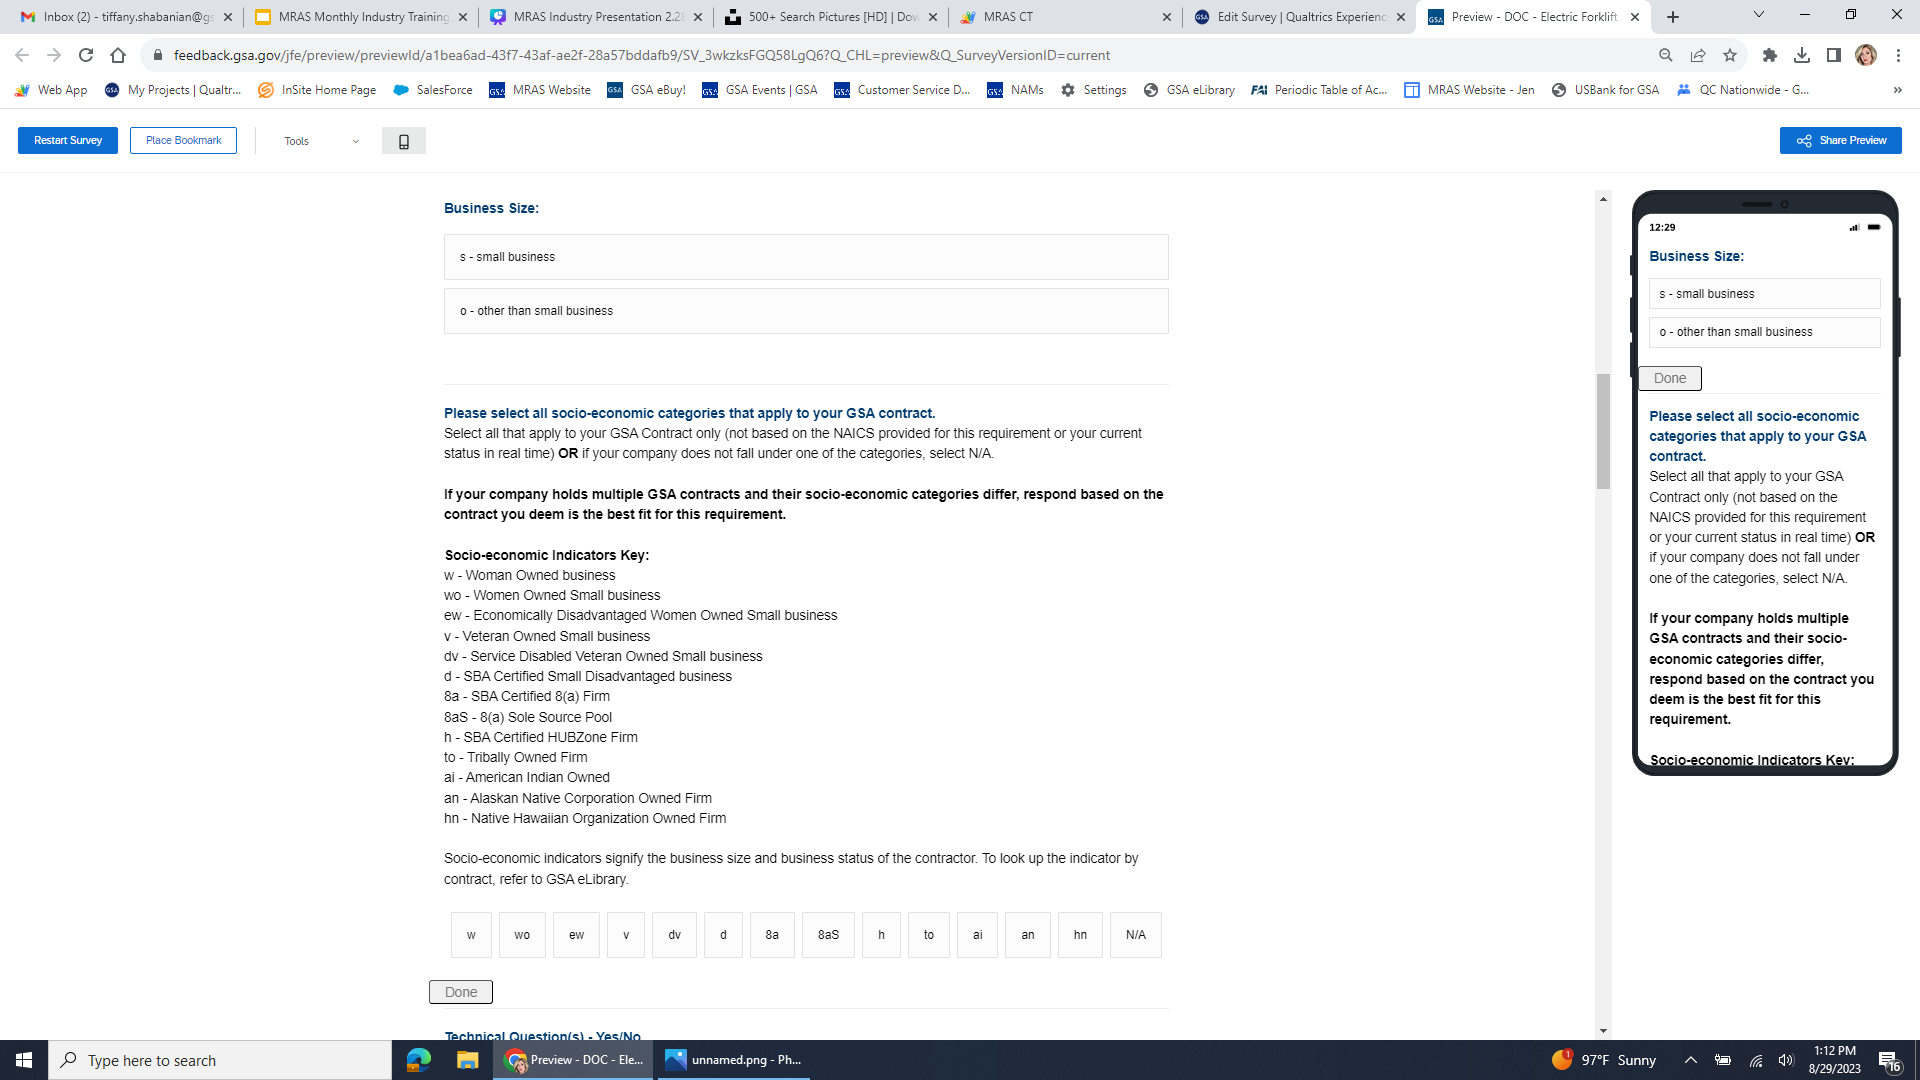 Inbox (2) - tiffany.shabanian@gs
MRAS Monthly Industry Training
MRAS Industry Presentation 2.28
500+ Search Pictures [HD] | Dow
MRAS CT
Edit Survey | Qualtrics Experienc
Preview - DOC - Electric Forklift
feedback.gsa.gov/jfe/preview/previewId/a1bea6ad-43f7-43af-ae2f-28a57bddafb9/SV_3wkzksFGQ58LgQ6?Q_CHL=preview&Q_SurveyVersionID=current
Web App
My Projects | Qualtr...
InSite Home Page
SalesForce
MRAS Website
GSA eBuy!
GSA Events | GSA
Customer Service D...
NAMs
Settings
GSA eLibrary
Periodic Table of Ac...
MRAS Website - Jen
USBank for GSA
QC Nationwide - G...
»
Restart Survey
Place Bookmark
Tools
Share Preview
Business Size:
s - small business
o - other than small business
Please select all socio-economic categories that apply to your GSA contract.
Select all that apply to your GSA Contract only (not based on the NAICS provided for this requirement or your current
status in real time) OR if your company does not fall under one of the categories, select N/A.
If your company holds multiple GSA contracts and their socio-economic categories differ, respond based on the
contract you deem is the best fit for this requirement.
Socio-economic Indicators Key:
w - Woman Owned business
wo - Women Owned Small business
ew - Economically Disadvantaged Women Owned Small business
v - Veteran Owned Small business
dv - Service Disabled Veteran Owned Small business
d - SBA Certified Small Disadvantaged business
8a - SBA Certified 8(a) Firm
8aS - 8(a) Sole Source Pool
h - SBA Certified HUBZone Firm
to - Tribally Owned Firm
ai - American Indian Owned
an - Alaskan Native Corporation Owned Firm
hn - Native Hawaiian Organization Owned Firm
Socio-economic indicators signify the business size and business status of the contractor. To look up the indicator by
contract, refer to GSA eLibrary.
w wo ew v dv d 8a 8aS h to ai an hn N/A
Done
Technical Question(s) - Yes/No
12:29
Business Size:
s - small business
o - other than small business
Done
Please select all socio-economic
categories that apply to your GSA
contract.
Select all that apply to your GSA
Contract only (not based on the
NAICS provided for this requirement
or your current status in real time) OR
if your company does not fall under
one of the categories, select N/A.
If your company holds multiple
GSA contracts and their socio-
economic categories differ,
respond based on the contract you
deem is the best fit for this
requirement.
Socio-economic Indicators Key:
Type here to search
Preview - DOC - Ele...
unnamed.png - Ph...
1
97°F Sunny
1:12 PM
8/29/2023
16